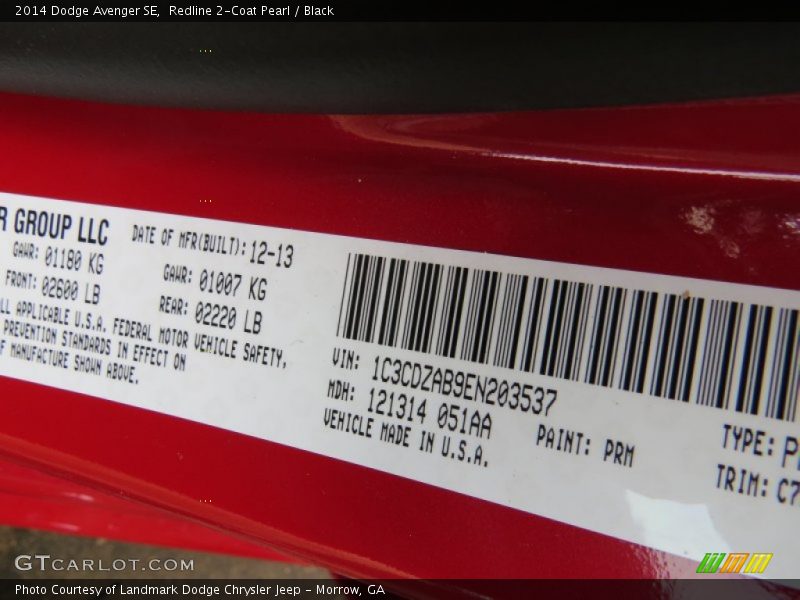 2014 Dodge Avenger SE,  Redline 2-Coat Pearl / Black
R GROUP LLC
DATE OF MFR(BUILT): 12-13
GAWR: 01180 KG
GAWR: 01007 KG
FRONT: 02600 LB
REAR: 02220 LB
ALL APPLICABLE U.S.A. FEDERAL MOTOR VEHICLE SAFETY,
PREVENTION STANDARDS IN EFFECT ON
OF MANUFACTURE SHOWN ABOVE.
VIN: 1C3CDZAB9EN203537
MDH: 121314 051AA
VEHICLE MADE IN U.S.A.
PAINT: PRM
TYPE:
TRIM: C7
GTCARLOT.COM
Photo Courtesy of Landmark Dodge Chrysler Jeep - Morrow, GA